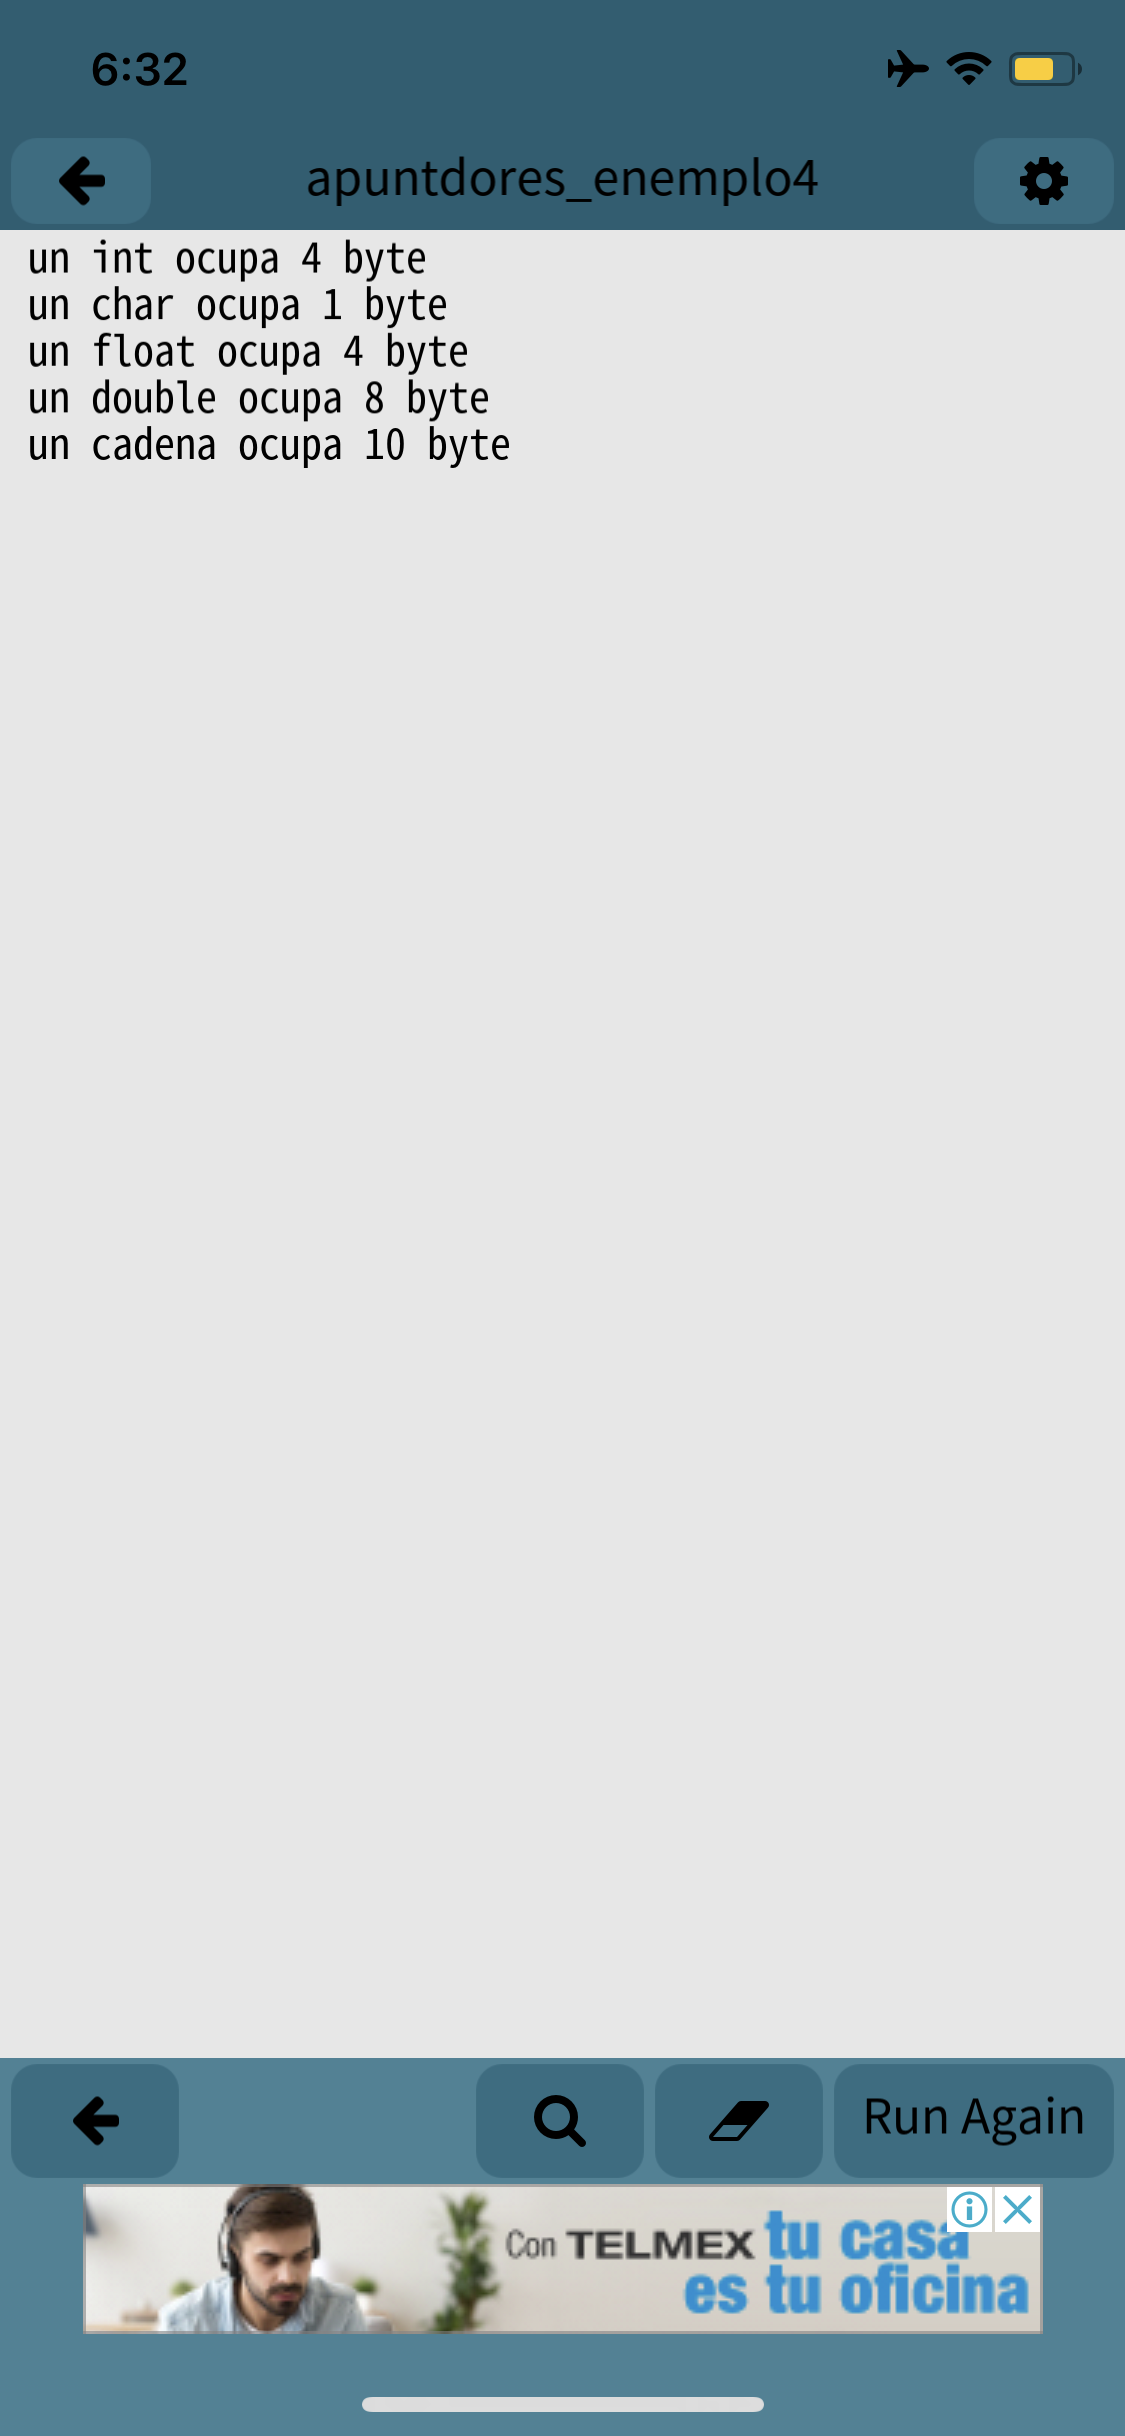 6:32
apuntdores_enemplo4
un int ocupa 4 byte
un char ocupa 1 byte
un float ocupa 4 byte
un double ocupa 8 byte
un cadena ocupa 10 byte
Run Again
Con TELMEX tu casa
es tu oficina